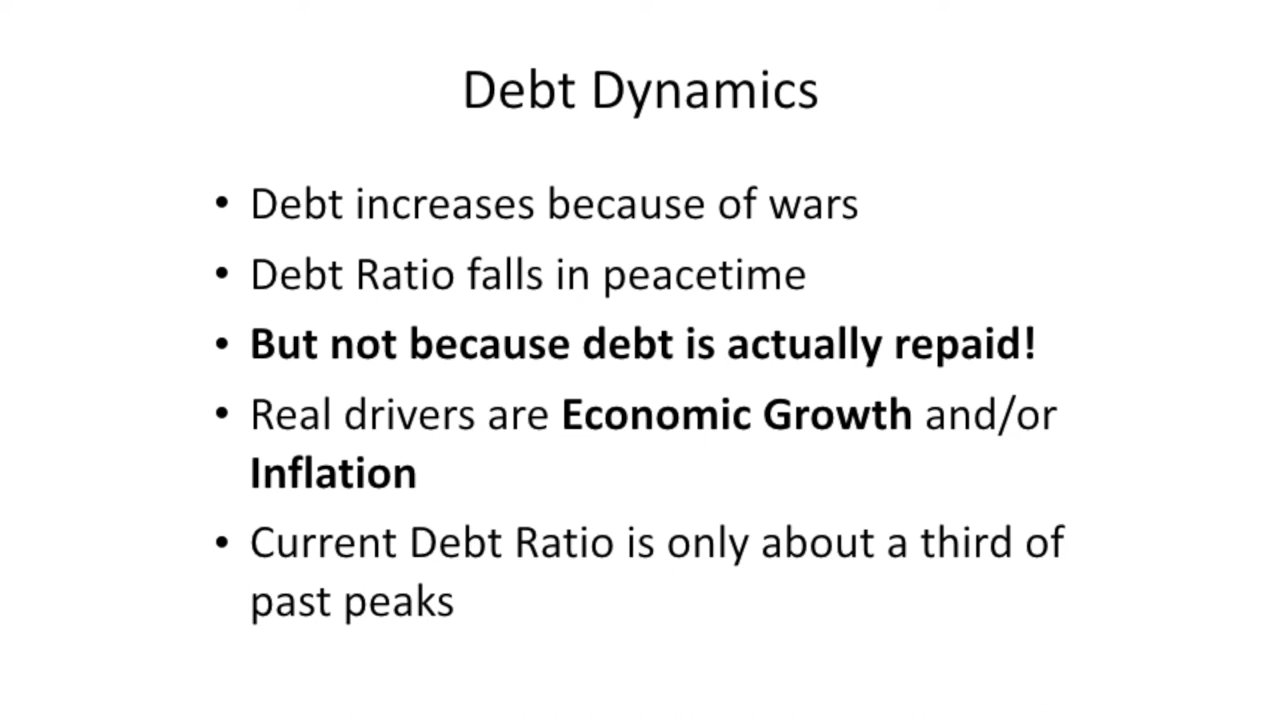 Debt Dynamics
• Debt increases because of wars
• Debt Ratio falls in peacetime
• But not because debt is actually repaid!
• Real drivers are Economic Growth and/or
Inflation
• Current Debt Ratio is only about a third of
past peaks